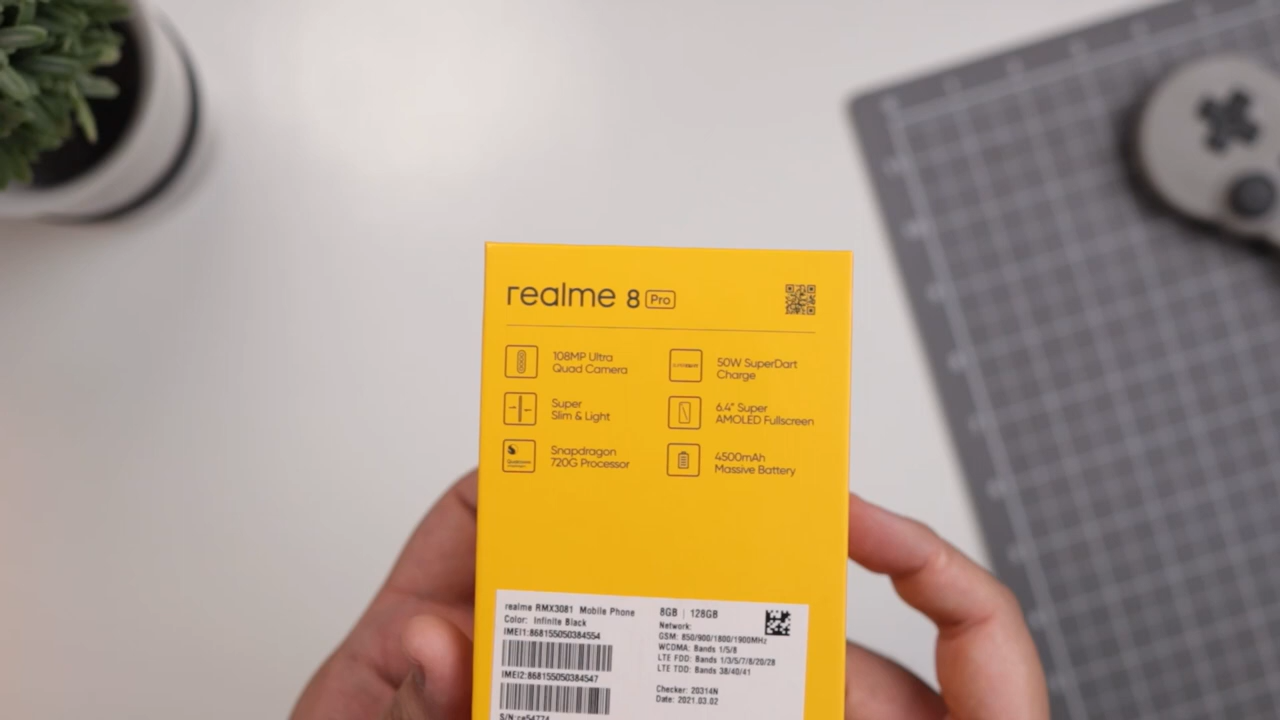 realme 8 Pro
108MP Ultra
Quad Camera
50W SuperDart
Charge
Super
Slim & Light
6.4" Super
AMOLED Fullscreen
Snapdragon
720G Processor
4500mAh
Massive Battery
realme RMX3081 Mobile Phone
Color: Infinite Black
IMEI1:868155050384554
IMEI2:868155050384547
8GB | 128GB
Network:
GSM: 850/900/1800/1900MHz
WCDMA: Bands 1/5/8
LTE FDD: Bands 1/3/5/7/8/20/28
LTE TDD: Bands 38/40/41
Checker: 20314N
Date: 2021.03.02